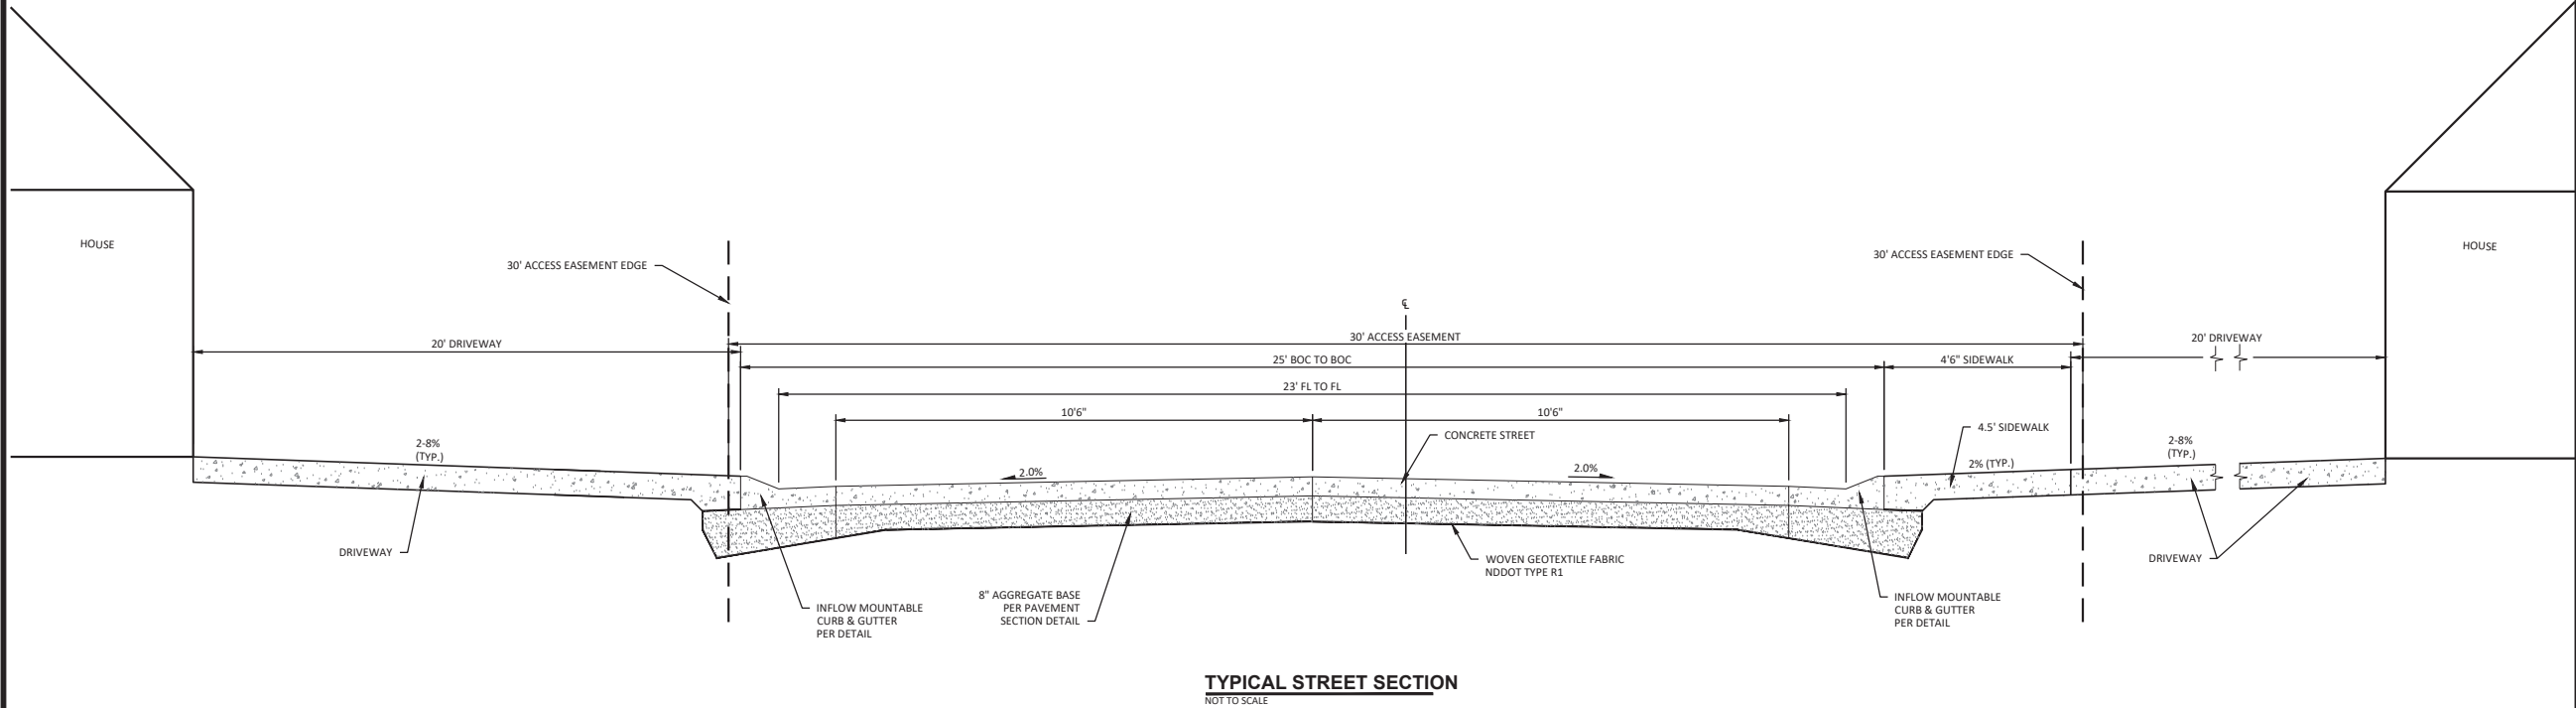 HOUSE
HOUSE
30' ACCESS EASEMENT EDGE
30' ACCESS EASEMENT EDGE
℄
30' ACCESS EASEMENT
20' DRIVEWAY
20' DRIVEWAY
25' BOC TO BOC
4'6" SIDEWALK
23' FL TO FL
10'6"
10'6"
CONCRETE STREET
4.5' SIDEWALK
2-8%
(TYP.)
2.0%
2.0%
2% (TYP.)
2-8%
(TYP.)
DRIVEWAY
INFLOW MOUNTABLE
CURB & GUTTER
PER DETAIL
8" AGGREGATE BASE
PER PAVEMENT
SECTION DETAIL
WOVEN GEOTEXTILE FABRIC
NDDOT TYPE R1
INFLOW MOUNTABLE
CURB & GUTTER
PER DETAIL
DRIVEWAY
TYPICAL STREET SECTION
NOT TO SCALE